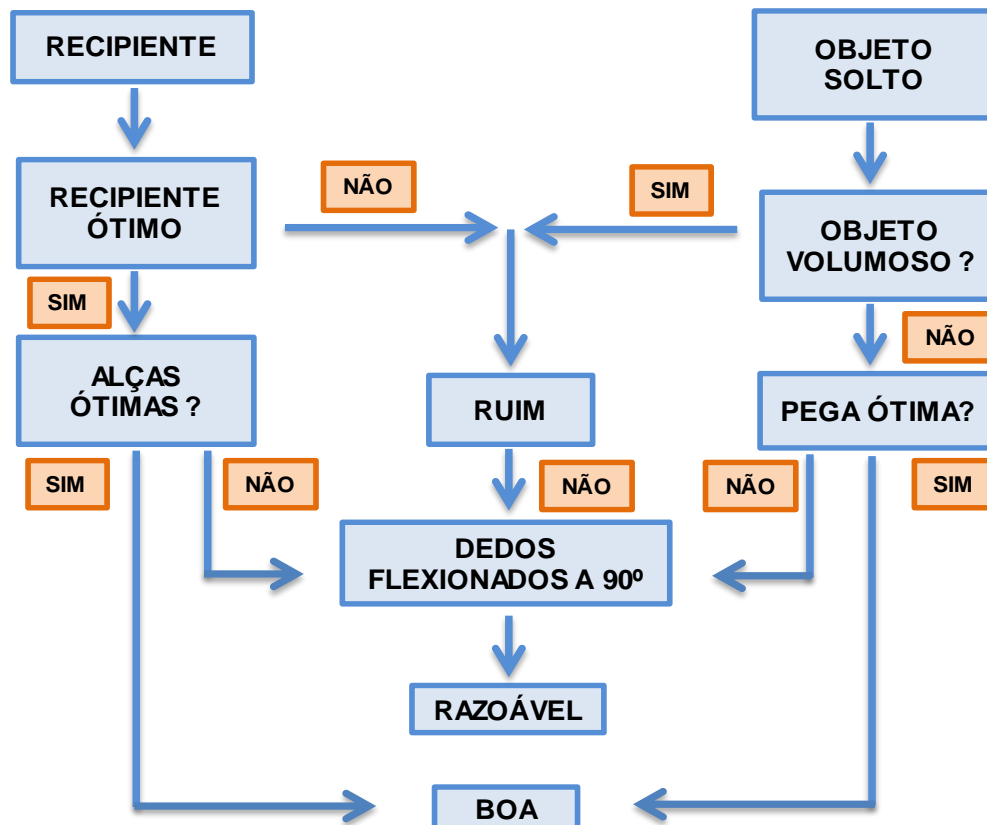 RECIPIENTE
OBJETO
SOLTO
RECIPIENTE
ÓTIMO
NÃO
SIM
OBJETO
VOLUMOSO ?
SIM
NÃO
ALÇAS
ÓTIMAS ?
RUIM
PEGA ÓTIMA?
SIM
NÃO
NÃO
NÃO
SIM
DEDOS
FLEXIONADOS A 90º
RAZOÁVEL
BOA